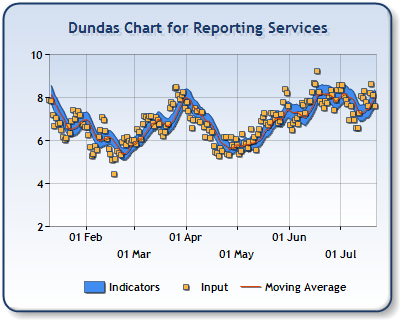 Dundas Chart for Reporting Services
10
8
6
4
2
01 Feb
01 Apr
01 Jun
01 Mar
01 May
01 Jul
Indicators
Input
Moving Average